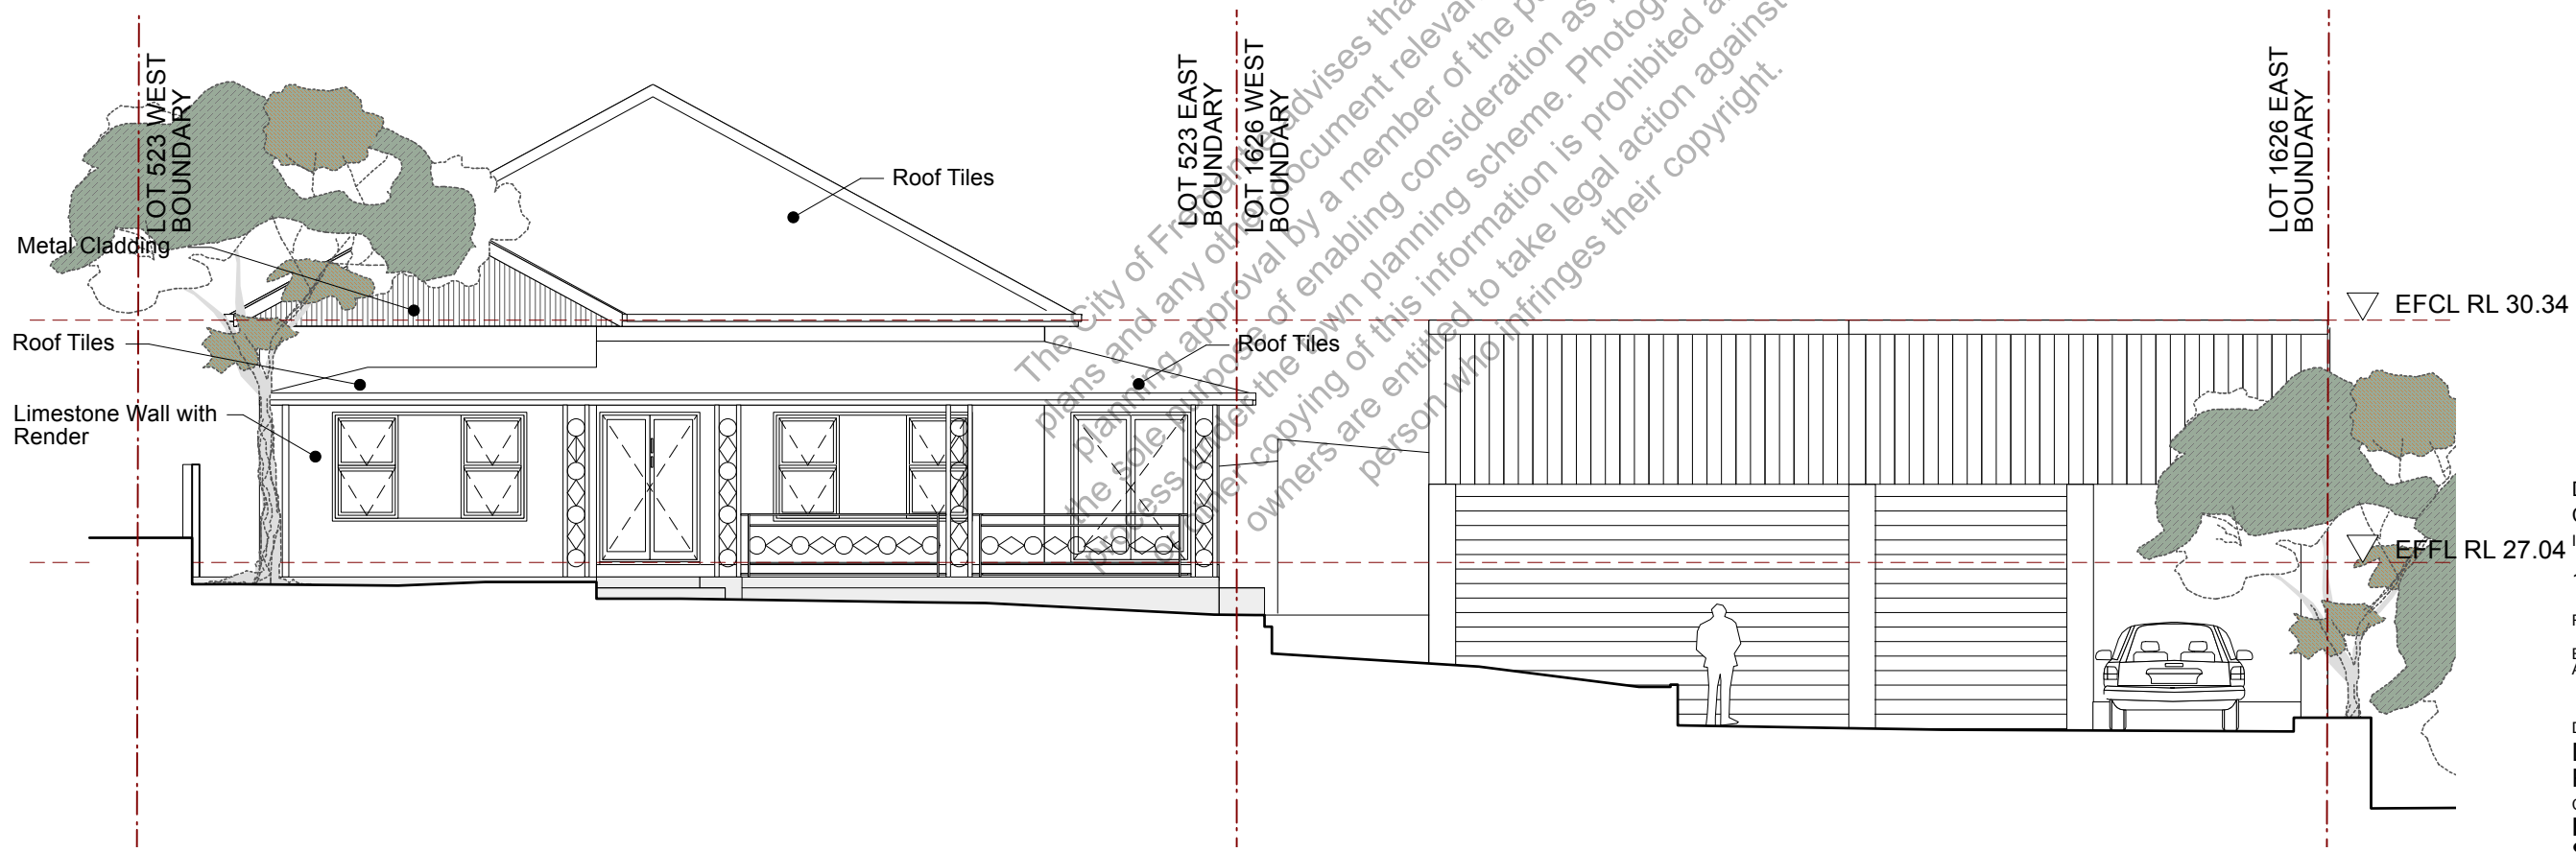 LOT 523 WEST
BOUNDARY
LOT 523 EAST
BOUNDARY
LOT 1626 WEST
BOUNDARY
LOT 1626 EAST
BOUNDARY
Roof Tiles
Metal Cladding
Roof Tiles
Roof Tiles
Limestone Wall with
Render
EFCL RL 30.34
EFFL RL 27.04
The City of Fremantle advises that
plans and any other document relevan
planning approval by a member of the pu
the sole purpose of enabling consideration as
process under the town planning scheme. Photog
or other copying of this information is prohibited a
owners are entitled to take legal action against
person who infringes their copyright.